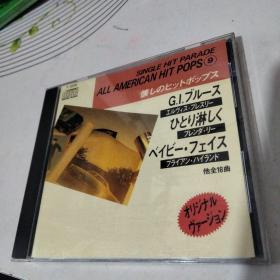 SINGLE HIT PARADE
ALL AMERICAN HIT POPS ⑨
懐しのヒットポップス
G.I.ブルース
エルヴィス・プレスリー
ひとり淋しく
ブレンダ・リー
ベイビー・フェイス
ブライアン・ハイランド
他全16曲
オリジナル
ヴァージョン